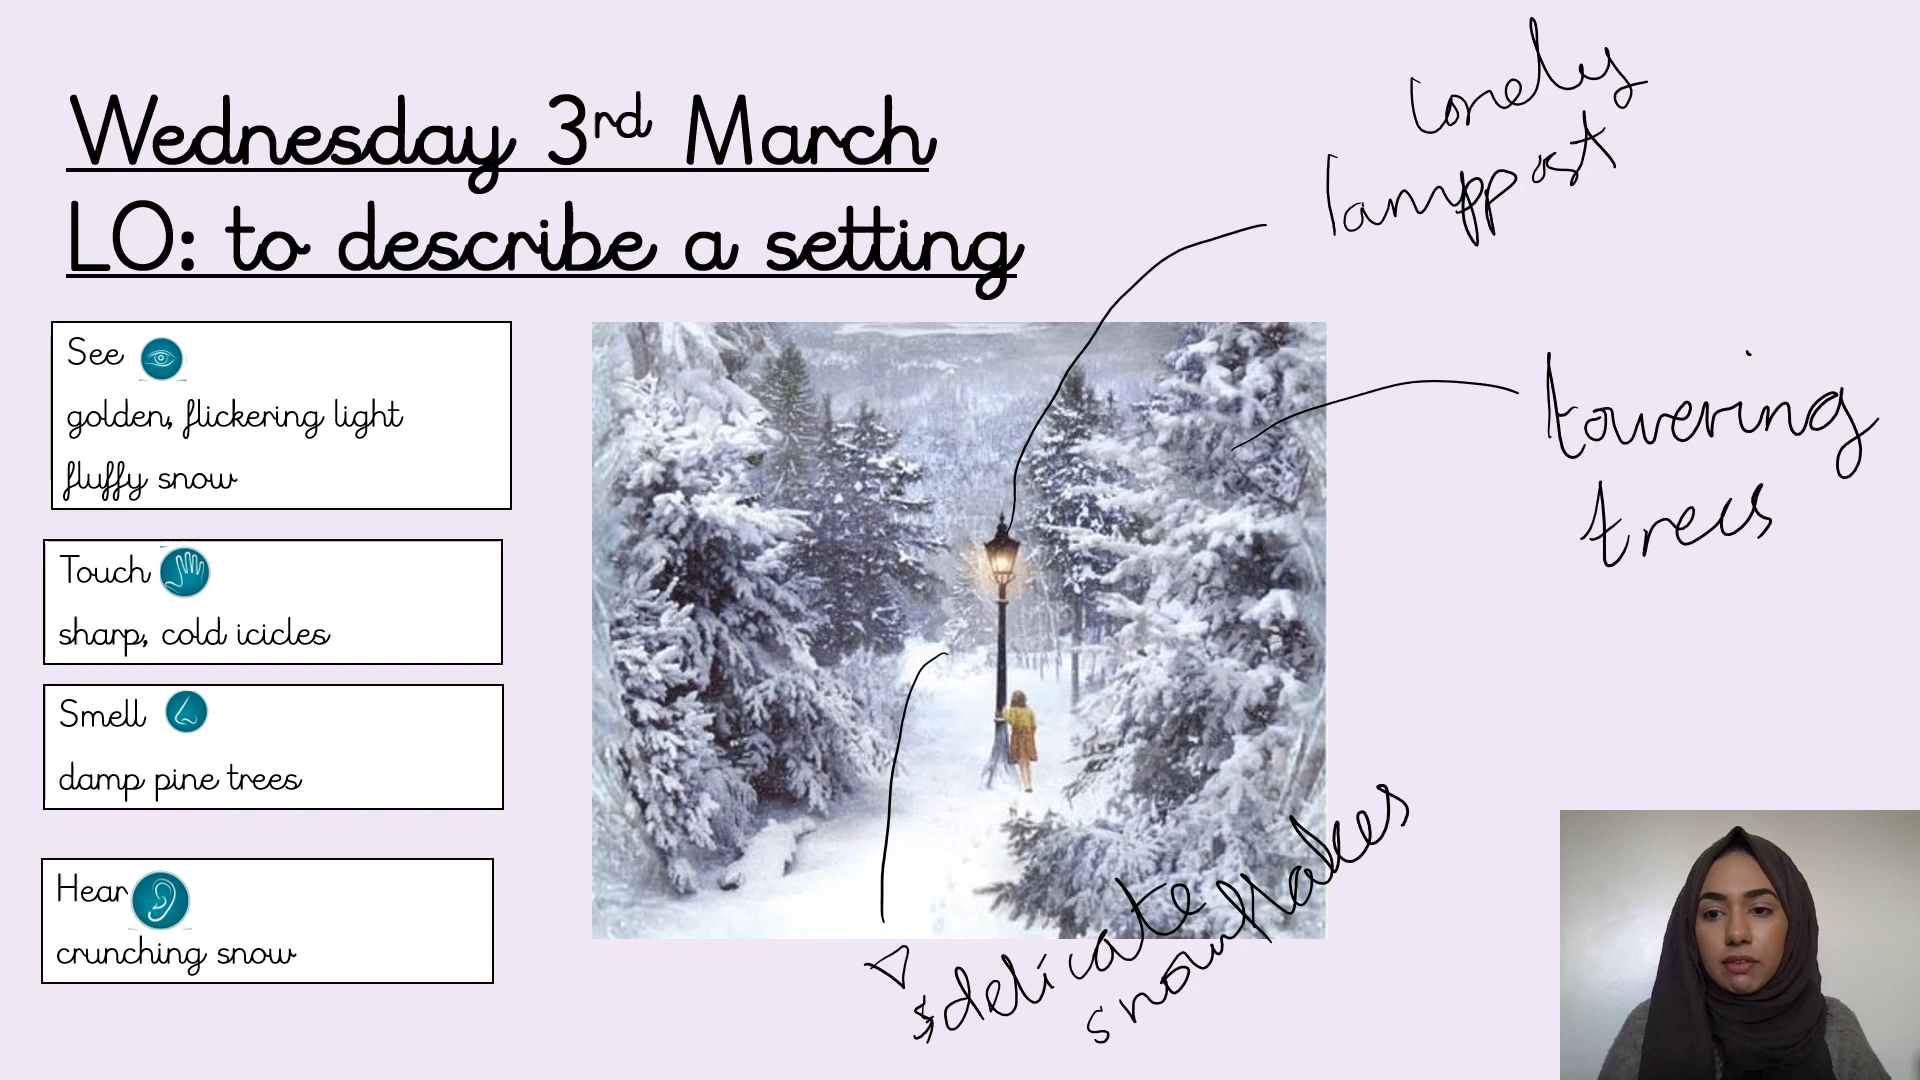 Wednesday 3rd March
LO: to describe a setting
See
golden, flickering light
fluffy snow
Touch
sharp, cold icicles
Smell
damp pine trees
Hear
crunching snow
lonely
lamppost
towering
trees
delicate
snowflakes